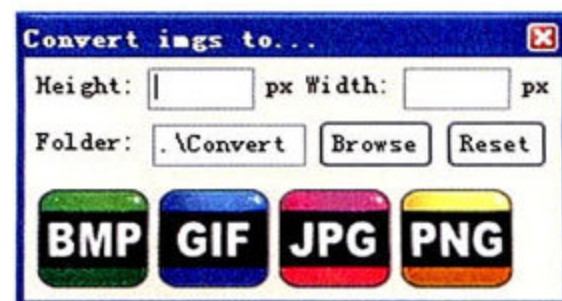 Convert imgs to...
Height: px Width: px
Folder: .\Convert Browse Reset
BMP GIF JPG PNG